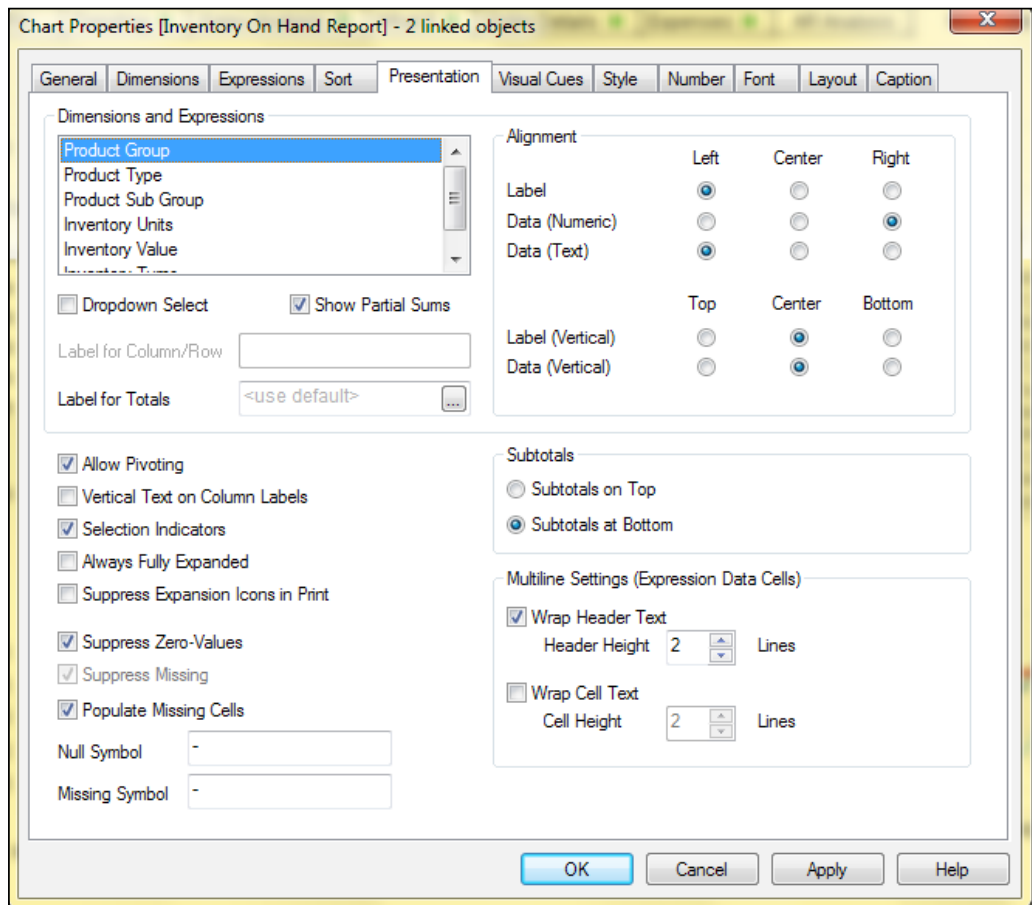 Chart Properties [Inventory On Hand Report] - 2 linked objects
General Dimensions Expressions Sort Presentation Visual Cues Style Number Font Layout Caption
Dimensions and Expressions
Product Group
Product Type
Product Sub Group
Inventory Units
Inventory Value
Dropdown Select Show Partial Sums
Label for Column/Row
Label for Totals <use default> ...
Alignment
Left Center Right
Label
Data (Numeric)
Data (Text)
Top Center Bottom
Label (Vertical)
Data (Vertical)
Allow Pivoting
Vertical Text on Column Labels
Selection Indicators
Always Fully Expanded
Suppress Expansion Icons in Print
Suppress Zero-Values
Suppress Missing
Populate Missing Cells
Null Symbol -
Missing Symbol -
Subtotals
Subtotals on Top
Subtotals at Bottom
Multiline Settings (Expression Data Cells)
Wrap Header Text
Header Height 2 Lines
Wrap Cell Text
Cell Height 2 Lines
OK Cancel Apply Help